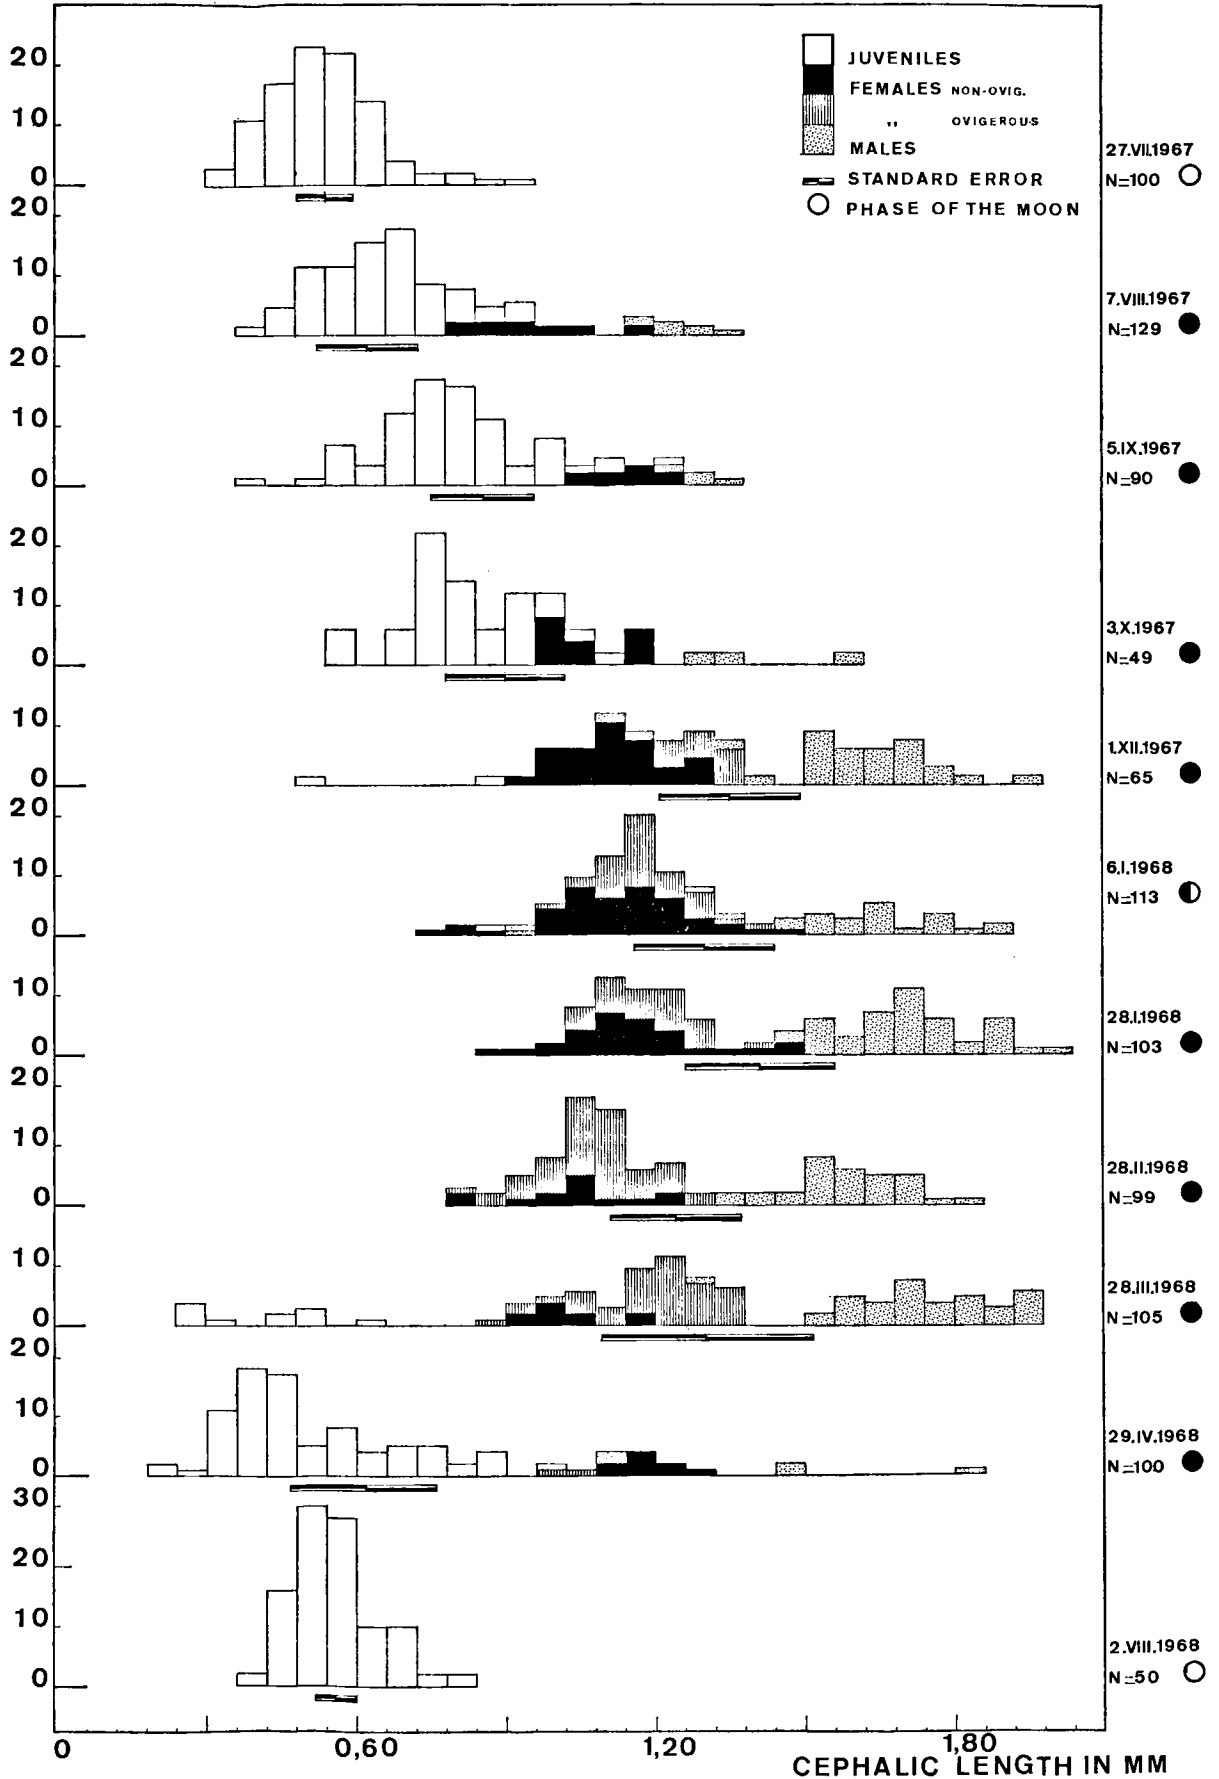 JUVENILES
FEMALES NON-OVIG.
,, OVIGEROUS
MALES
STANDARD ERROR
PHASE OF THE MOON
20
10
0
27.VII.1967
N=100
20
10
0
7.VIII.1967
N=129
20
10
0
5.IX.1967
N=90
20
10
0
3.X.1967
N=49
10
0
1.XII.1967
N=65
20
10
0
6.I.1968
N=113
10
0
28.I.1968
N=103
20
10
0
28.II.1968
N=99
10
0
28.III.1968
N=105
20
10
0
29.IV.1968
N=100
30
20
10
0
2.VIII.1968
N=50
0 0,60 1,20 1,80
CEPHALIC LENGTH IN MM